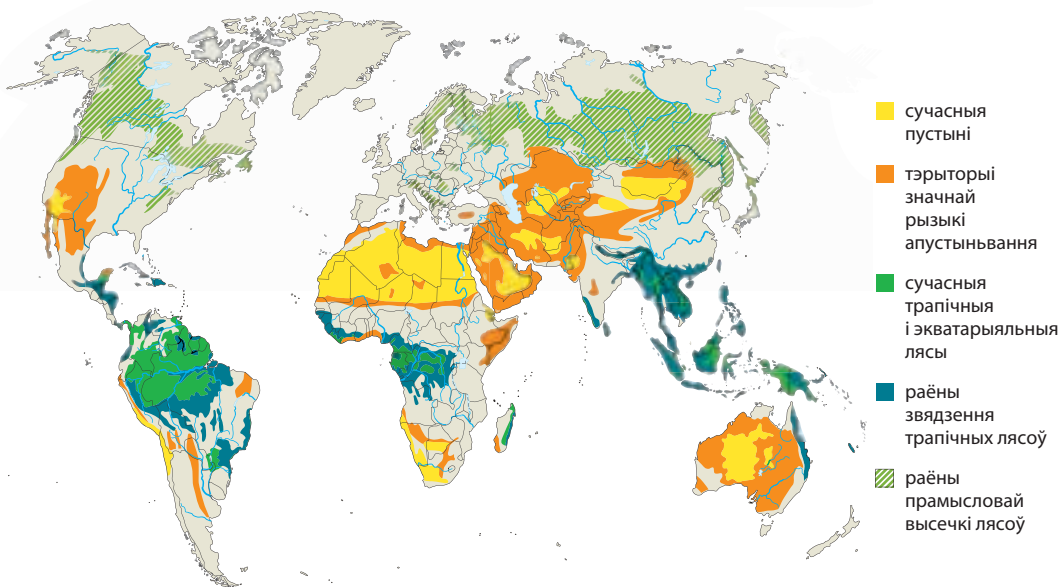 сучасныя
пустыні
тэрыторыі
значнай
рызыкі
апустыньвання
сучасныя
трапічныя
і экватарыяльныя
лясы
раёны
звядзення
трапічных лясоў
раёны
прамысловай
высечкі лясоў